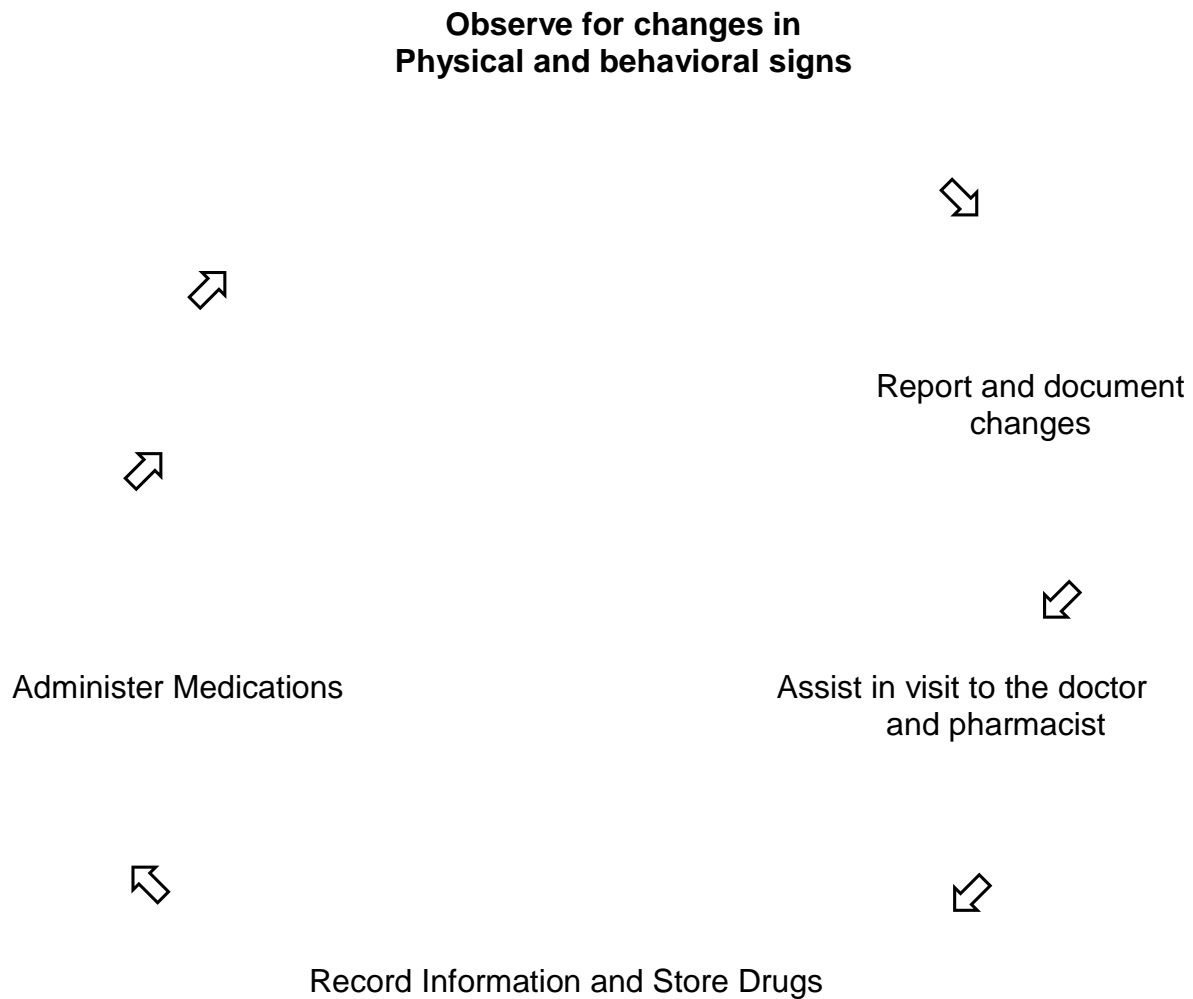 Observe for changes in
Physical and behavioral signs
Report and document
changes
Administer Medications
Assist in visit to the doctor
and pharmacist
Record Information and Store Drugs